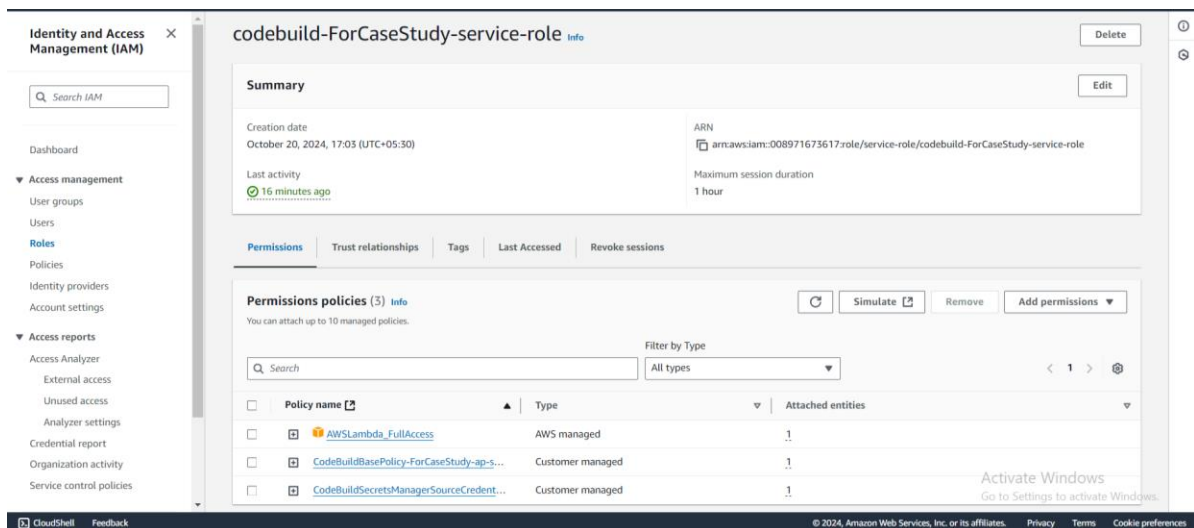 Identity and Access
Management (IAM)
Search IAM
Dashboard
Access management
User groups
Users
Roles
Policies
Identity providers
Account settings
Access reports
Access Analyzer
External access
Unused access
Analyzer settings
Credential report
Organization activity
Service control policies
codebuild-ForCaseStudy-service-role Info
Delete
Summary
Edit
Creation date
October 20, 2024, 17:03 (UTC+05:30)
ARN
arn:aws:iam::008971673617:role/service-role/codebuild-ForCaseStudy-service-role
Last activity
16 minutes ago
Maximum session duration
1 hour
Permissions Trust relationships Tags Last Accessed Revoke sessions
Permissions policies (3) Info
You can attach up to 10 managed policies.
Simulate Remove Add permissions
Filter by Type
Search
All types
1
Policy name Type Attached entities
AWSLambda_FullAccess AWS managed 1
CodeBuildBasePolicy-ForCaseStudy-ap-s... Customer managed 1
CodeBuildSecretsManagerSourceCredent... Customer managed 1
Activate Windows
Go to Settings to activate Windows.
CloudShell Feedback © 2024, Amazon Web Services, Inc. or its affiliates. Privacy Terms Cookie preferences